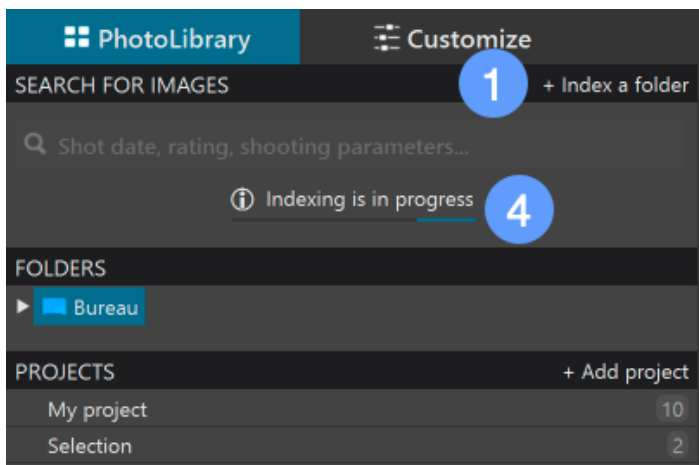 PhotoLibrary Customize
SEARCH FOR IMAGES 1 + Index a folder
Shot date, rating, shooting parameters...
Indexing is in progress 4
FOLDERS
Bureau
PROJECTS + Add project
My project 10
Selection 2